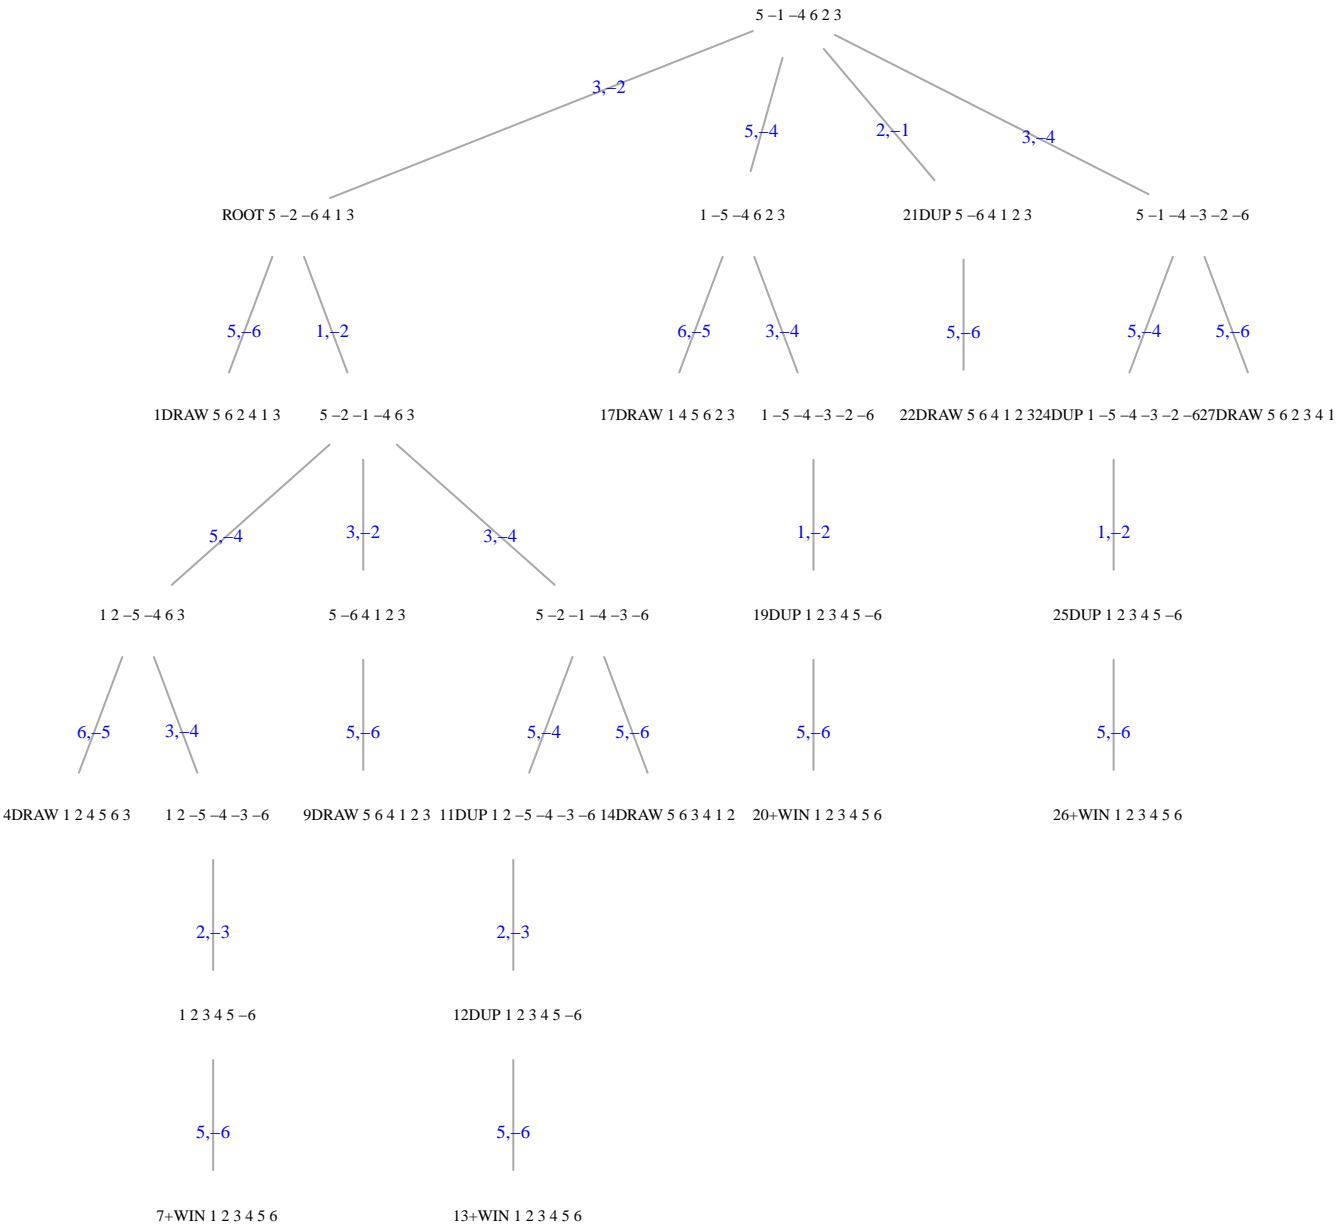 5 –1 –4 6 2 3
3,–2
5,–4
2,–1
3,–4
ROOT 5 –2 –6 4 1 3
1 –5 –4 6 2 3
21DUP 5 –6 4 1 2 3
5 –1 –4 –3 –2 –6
5,–6
1,–2
6,–5
3,–4
5,–6
5,–4
5,–6
1DRAW 5 6 2 4 1 3
5 –2 –1 –4 6 3
17DRAW 1 4 5 6 2 3
1 –5 –4 –3 –2 –6
22DRAW 5 6 4 1 2 3
24DUP 1 –5 –4 –3 –2 –6
27DRAW 5 6 2 3 4 1
5,–4
3,–2
3,–4
1,–2
1,–2
1 2 –5 –4 6 3
5 –6 4 1 2 3
5 –2 –1 –4 –3 –6
19DUP 1 2 3 4 5 –6
25DUP 1 2 3 4 5 –6
6,–5
3,–4
5,–6
5,–4
5,–6
5,–6
5,–6
4DRAW 1 2 4 5 6 3
1 2 –5 –4 –3 –6
9DRAW 5 6 4 1 2 3
11DUP 1 2 –5 –4 –3 –6
14DRAW 5 6 3 4 1 2
20+WIN 1 2 3 4 5 6
26+WIN 1 2 3 4 5 6
2,–3
2,–3
1 2 3 4 5 –6
12DUP 1 2 3 4 5 –6
5,–6
5,–6
7+WIN 1 2 3 4 5 6
13+WIN 1 2 3 4 5 6